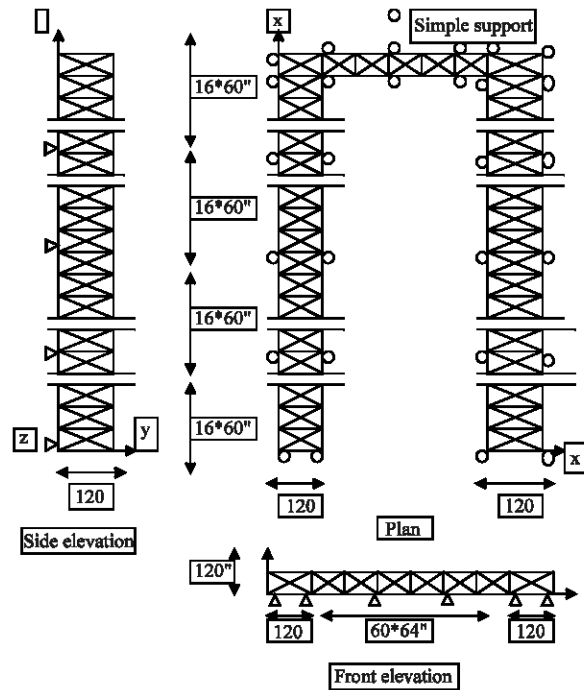 x
Simple support
16*60"
16*60"
16*60"
16*60"
z
y
x
120
120
120
Side elevation
Plan
120"
120
60*64"
120
Front elevation